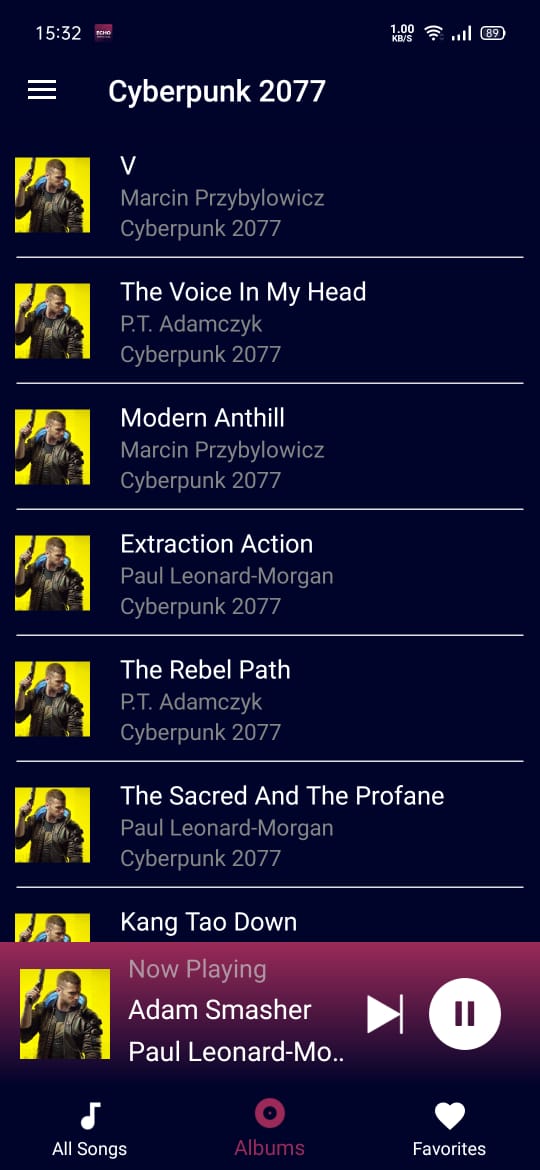 15:32
ECHO
1.00
KB/S
89
Cyberpunk 2077
V
Marcin Przybylowicz
Cyberpunk 2077
The Voice In My Head
P.T. Adamczyk
Cyberpunk 2077
Modern Anthill
Marcin Przybylowicz
Cyberpunk 2077
Extraction Action
Paul Leonard-Morgan
Cyberpunk 2077
The Rebel Path
P.T. Adamczyk
Cyberpunk 2077
The Sacred And The Profane
Paul Leonard-Morgan
Cyberpunk 2077
Kang Tao Down
Now Playing
Adam Smasher
Paul Leonard-Mo..
All Songs
Albums
Favorites